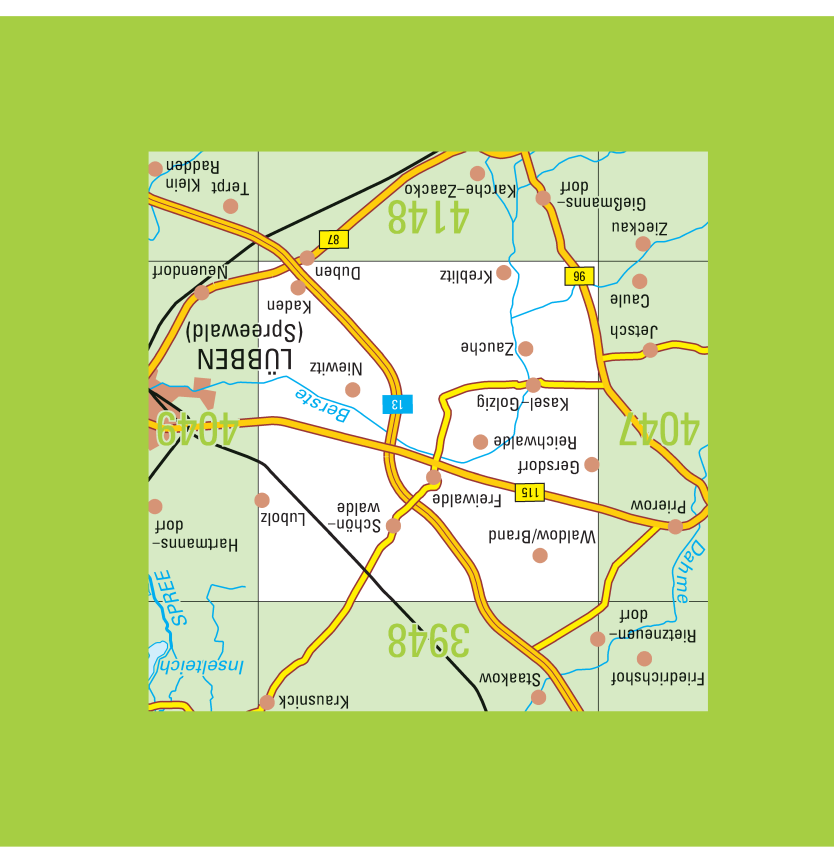 Krausnick
Staakow
Friedrichshof
Inselteich
3948
Rietzneuen-
dorf
SPREE
Dahme
Hartmanns-
dorf
Waldow/Brand
Lubolz
Schön-
walde
Prierow
Freiwalde
115
Gersdorf
Reichwalde
4047
4049
Berste
13
Kassel-Golzig
Niewitz
Zauche
LÜBBEN
(Spreewald)
Jetsch
Kaden
Caule
Neuendorf
Duben
Kreblitz
96
87
Zieckau
4148
Gießmanns-
dorf
Karche-Zaacko
Terpt
Klein
Radden